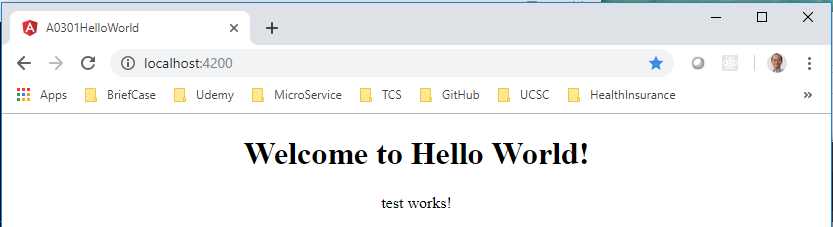 A0301HelloWorld
localhost:4200
Apps BriefCase Udemy MicroService TCS GitHub UCSC HealthInsurance
Welcome to Hello World!
test works!